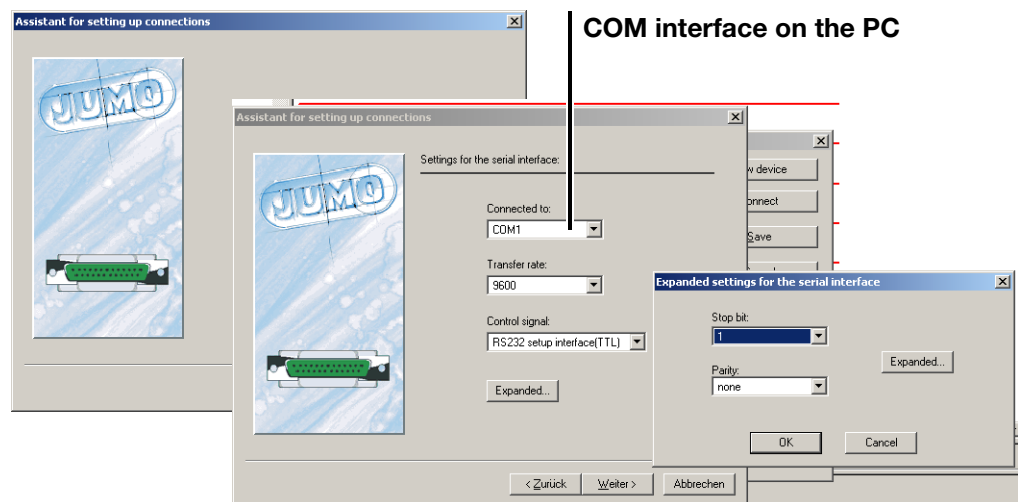 COM interface on the PC
Assistant for setting up connections
JUMO
Assistant for setting up connections
JUMO
Settings for the serial interface:
Connected to:
COM1
Transfer rate:
9600
Control signal:
RS232 setup interface(TTL)
Expanded...
< Zurück
Weiter >
Abbrechen
device
Save
Expanded settings for the serial interface
Stop bit:
1
Parity:
none
Expanded...
OK
Cancel